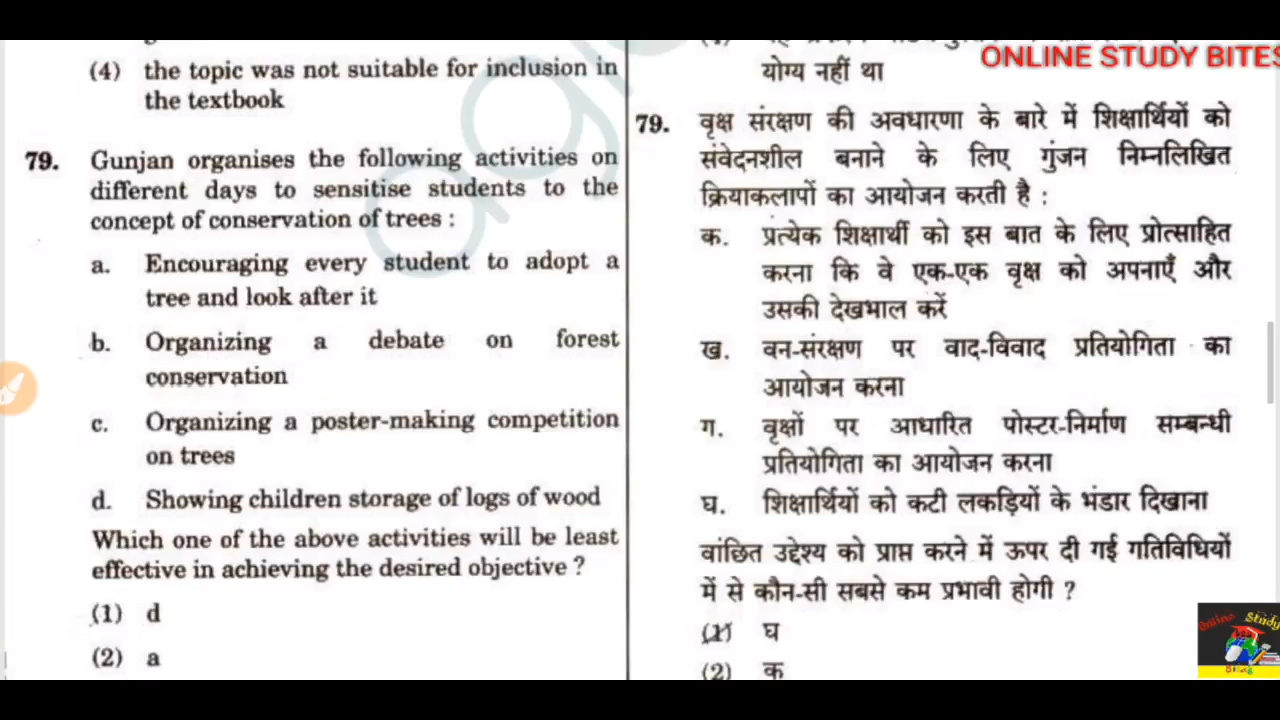 (4) the topic was not suitable for inclusion in
the textbook
79. Gunjan organises the following activities on
different days to sensitise students to the
concept of conservation of trees :
a. Encouraging every student to adopt a
tree and look after it
b. Organizing a debate on forest
conservation
c. Organizing a poster-making competition
on trees
d. Showing children storage of logs of wood
Which one of the above activities will be least
effective in achieving the desired objective ?
(1) d
(2) a
ONLINE STUDY BITES
योग्य नहीं था
79. वृक्ष संरक्षण की अवधारणा के बारे में शिक्षार्थियों को
संवेदनशील बनाने के लिए गुंजन निम्नलिखित
क्रियाकलापों का आयोजन करती है :
क. प्रत्येक शिक्षार्थी को इस बात के लिए प्रोत्साहित
करना कि वे एक-एक वृक्ष को अपनाएँ और
उसकी देखभाल करें
ख. वन-संरक्षण पर वाद-विवाद प्रतियोगिता का
आयोजन करना
ग. वृक्षों पर आधारित पोस्टर-निर्माण सम्बन्धी
प्रतियोगिता का आयोजन करना
घ. शिक्षार्थियों को कटी लकड़ियों के भंडार दिखाना
वांछित उद्देश्य को प्राप्त करने में ऊपर दी गई गतिविधियों
में से कौन-सी सबसे कम प्रभावी होगी ?
(1) घ
(2) क
Online Study
Bites